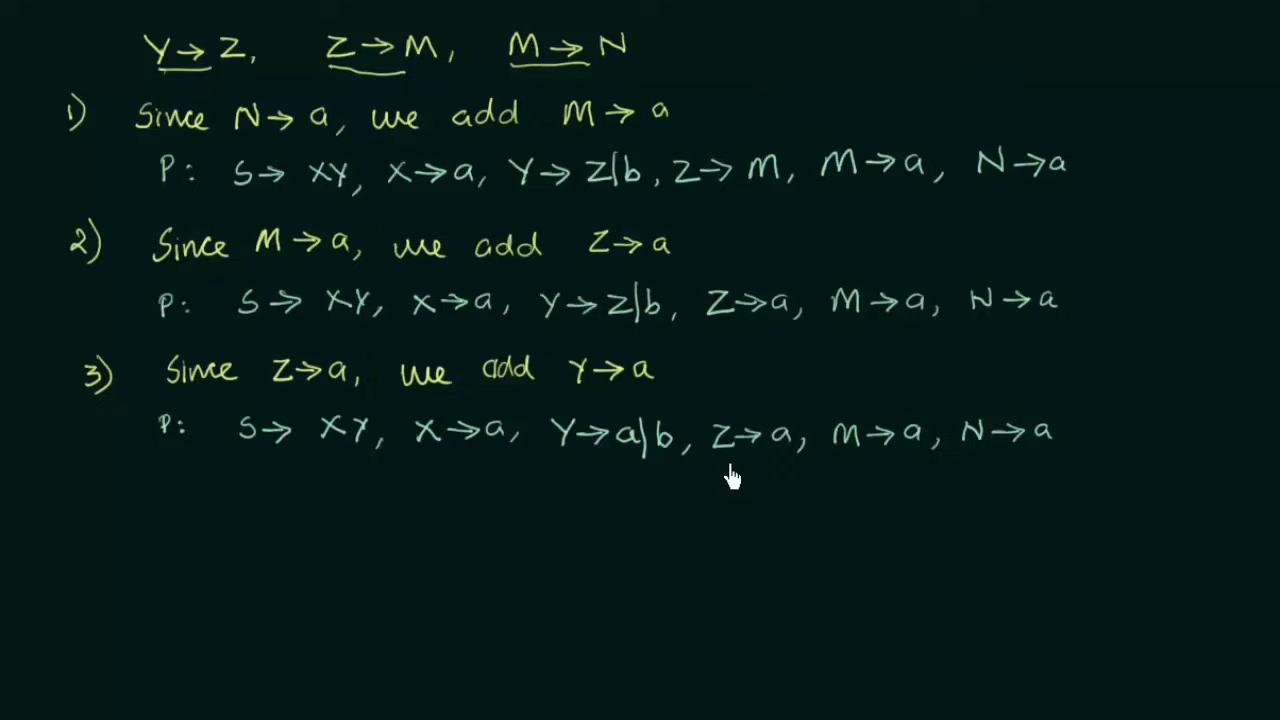 Y→Z, Z→M, M→N
1) Since N→a, we add M→a
P: S→XY, X→a, Y→Z|b, Z→M, M→a, N→a
2) Since M→a, we add Z→a
P: S→XY, X→a, Y→Z|b, Z→a, M→a, N→a
3) Since Z→a, we add Y→a
P: S→XY, X→a, Y→a|b, Z→a, M→a, N→a